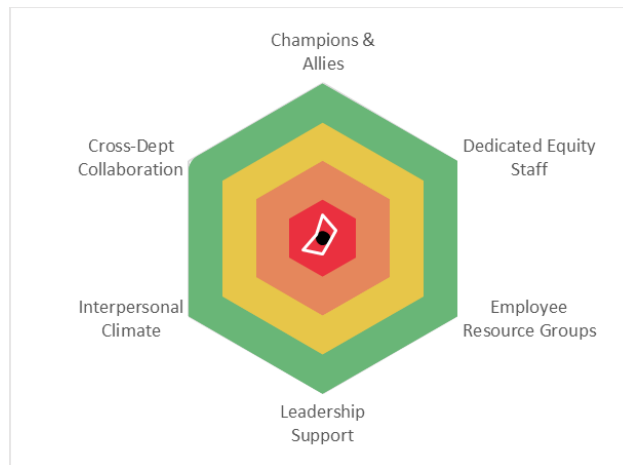 Champions &
Allies
Cross-Dept
Collaboration
Dedicated Equity
Staff
Interpersonal
Climate
Employee
Resource Groups
Leadership
Support